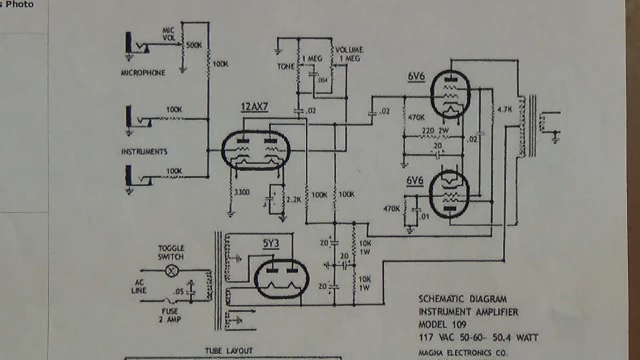 s Photo
MIC
VOL
500K
MICROPHONE
100K
100K
INSTRUMENTS
100K
12AX7
TONE
1 MEG
.004
VOLUME
1 MEG
.02
.02
3300
2.2K
100K
100K
6V6
470K
220 2W
20
.02
4.7K
6V6
470K
.01
TOGGLE
SWITCH
AC
LINE
.05
FUSE
2 AMP
5Y3
20
20
20
10K
1W
10K
1W
SCHEMATIC DIAGRAM
INSTRUMENT AMPLIFIER
MODEL 109
117 VAC 50-60- 50.4 WATT
MAGNA ELECTRONICS CO.
TUBE LAYOUT